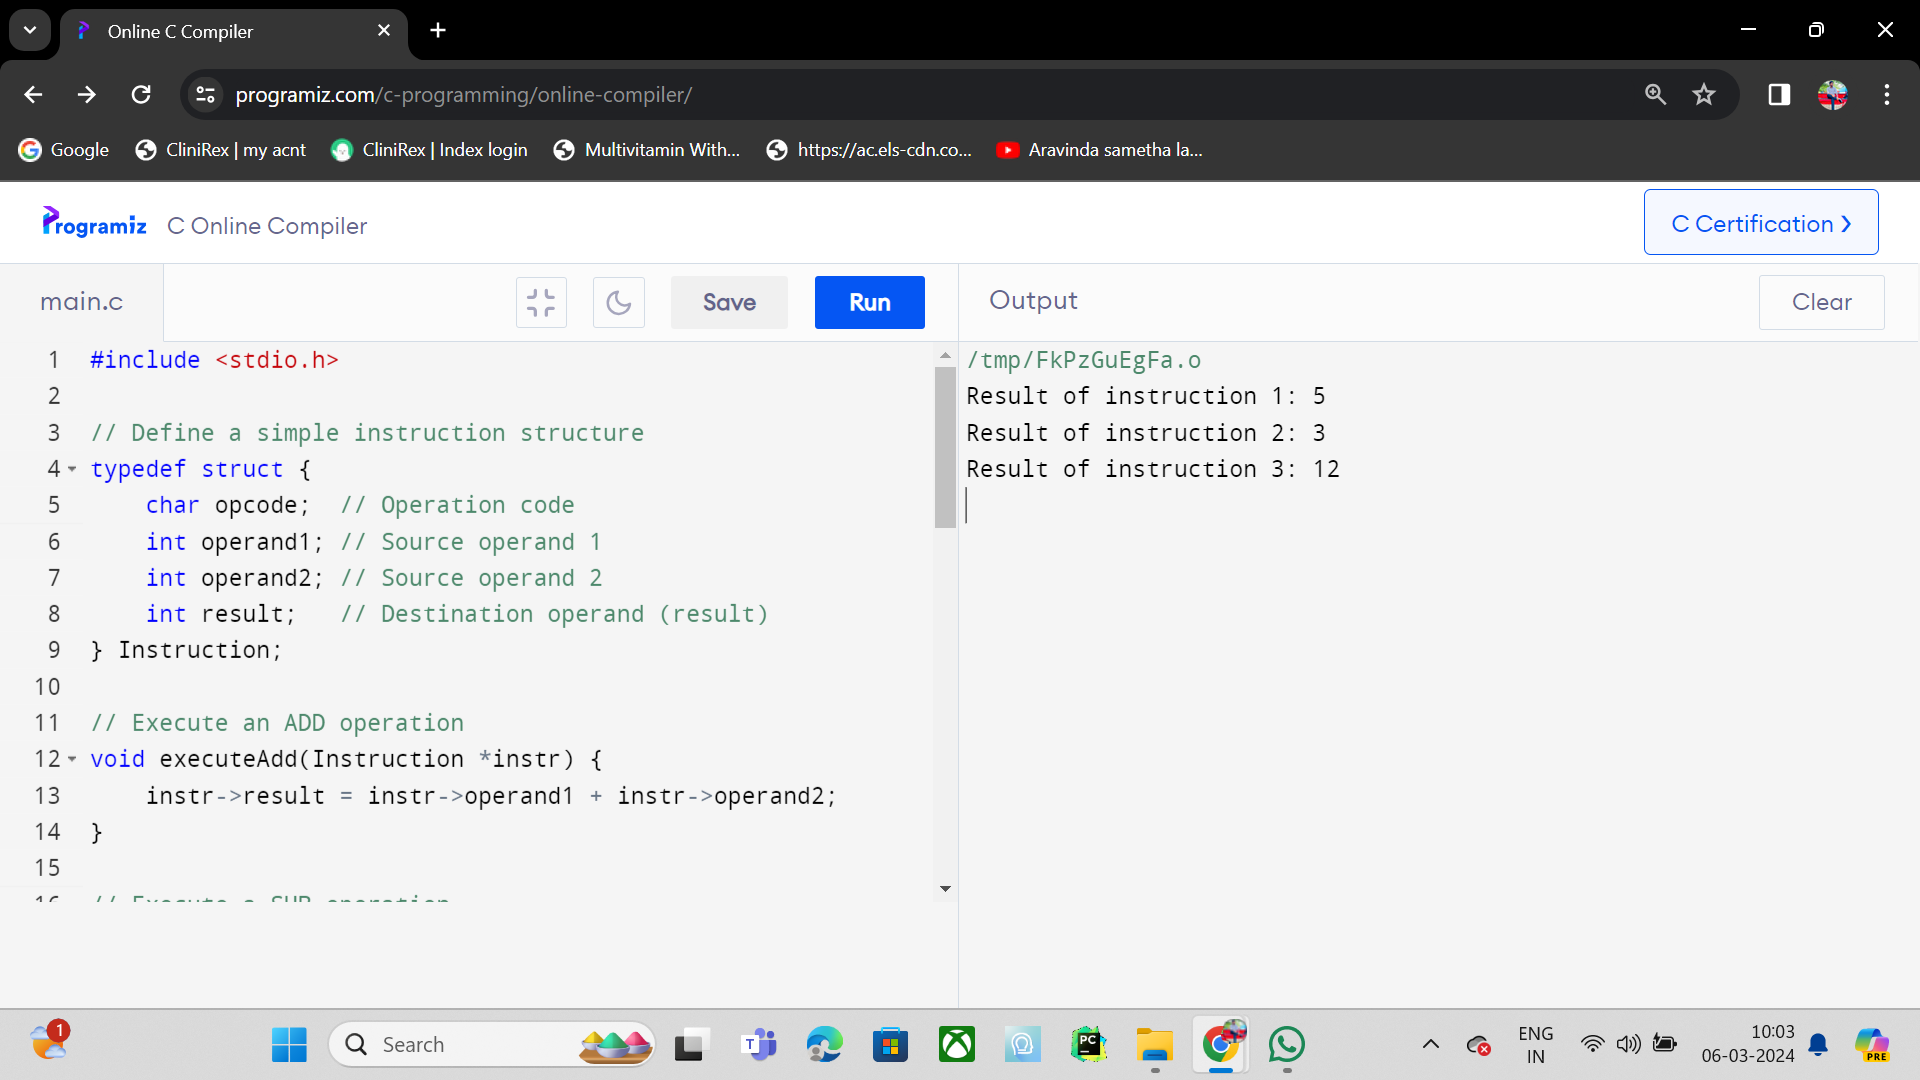 Online C Compiler
programiz.com/c-programming/online-compiler/
Google
CliniRex | my acnt
CliniRex | Index login
Multivitamin With...
https://ac.els-cdn.co...
Aravinda sametha la...
Programiz
C Online Compiler
C Certification ›
main.c
Save
Run
Output
Clear
1 #include <stdio.h>
2
3 // Define a simple instruction structure
4 typedef struct {
5     char opcode;  // Operation code
6     int operand1; // Source operand 1
7     int operand2; // Source operand 2
8     int result;   // Destination operand (result)
9 } Instruction;
10
11 // Execute an ADD operation
12 void executeAdd(Instruction *instr) {
13     instr->result = instr->operand1 + instr->operand2;
14 }
15
16 // Execute a SUB operation
/tmp/FkPzGuEgFa.o
Result of instruction 1: 5
Result of instruction 2: 3
Result of instruction 3: 12
1
Search
T
PC
ENG
IN
10:03
06-03-2024
PRE